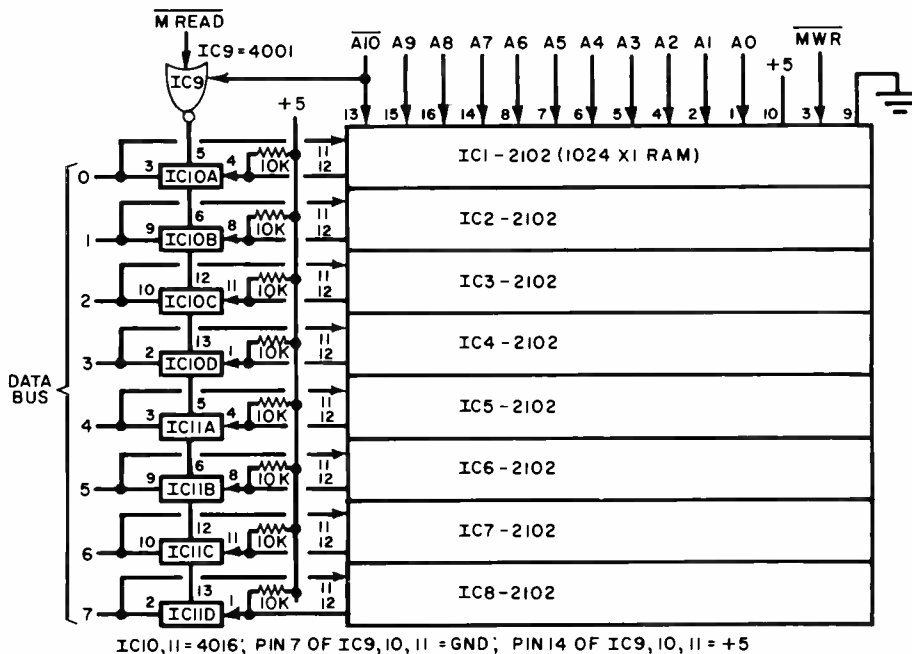 M READ
IC9=4001
IC9
A10 A9 A8 A7 A6 A5 A4 A3 A2 A1 A0 MWR
+5
+5
13 15 16 14 8 7 6 5 4 2 1 10 3 9
0 3 IC10A 5 4 10K 11 12 IC1-2102 (1024 X1 RAM)
1 9 IC10B 6 8 10K 11 12 IC2-2102
2 10 IC10C 12 11 10K 11 12 IC3-2102
3 2 IC10D 13 1 10K 11 12 IC4-2102
DATA BUS
4 3 IC11A 5 4 10K 11 12 IC5-2102
5 9 IC11B 6 8 10K 11 12 IC6-2102
6 10 IC11C 12 11 10K 11 12 IC7-2102
7 2 IC11D 13 1 10K 11 12 IC8-2102
IC10,11=4016; PIN 7 OF IC9,10,11=GND; PIN 14 OF IC9,10,11=+5